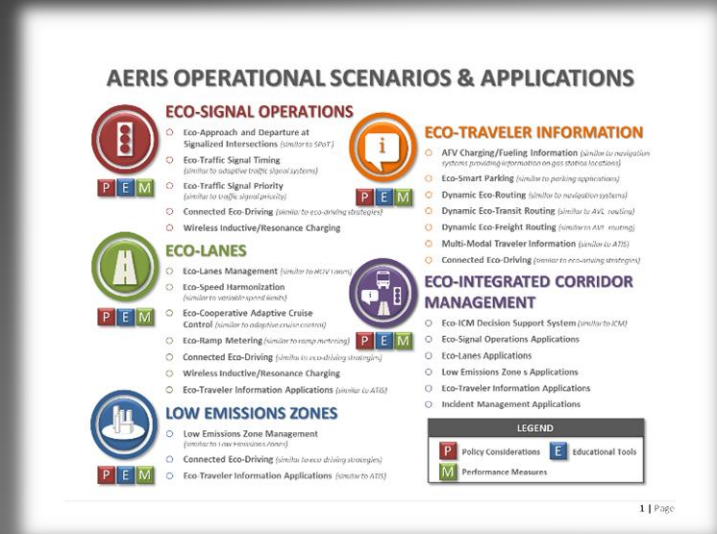 AERIS OPERATIONAL SCENARIOS & APPLICATIONS
ECO-SIGNAL OPERATIONS
Eco-Approach and Departure at
Signalized Intersections (similar to SPaT)
Eco-Traffic Signal Timing
(similar to adaptive traffic signal systems)
Eco-Traffic Signal Priority
(similar to traffic signal priority)
Connected Eco-Driving (similar to eco-driving strategies)
Wireless Inductive/Resonance Charging
P E M
ECO-LANES
Eco-Lanes Management (similar to HOV Lanes)
Eco-Speed Harmonization
(similar to variable speed limits)
Eco-Cooperative Adaptive Cruise
Control (similar to adaptive cruise control)
Eco-Ramp Metering (similar to ramp metering)
Connected Eco-Driving (similar to eco-driving strategies)
Wireless Inductive/Resonance Charging
Eco-Traveler Information Applications (similar to ATIS)
P E M
LOW EMISSIONS ZONES
Low Emissions Zone Management
(similar to Low Emissions Zones)
Connected Eco-Driving (similar to eco-driving strategies)
Eco-Traveler Information Applications (similar to ATIS)
P E M
ECO-TRAVELER INFORMATION
AFV Charging/Fueling Information (similar to navigation
systems providing information on gas station locations)
Eco-Smart Parking (similar to parking applications)
Dynamic Eco-Routing (similar to navigation systems)
Dynamic Eco-Transit Routing (similar to AVL routing)
Dynamic Eco-Freight Routing (similar to AVL routing)
Multi-Modal Traveler Information (similar to ATIS)
Connected Eco-Driving (similar to eco-driving strategies)
i
P E M
ECO-INTEGRATED CORRIDOR
MANAGEMENT
Eco-ICM Decision Support System (similar to ICM)
Eco-Signal Operations Applications
Eco-Lanes Applications
Low Emissions Zone s Applications
Eco-Traveler Information Applications
Incident Management Applications
i
P E M
LEGEND
P Policy Considerations E Educational Tools
M Performance Measures
1 | Page